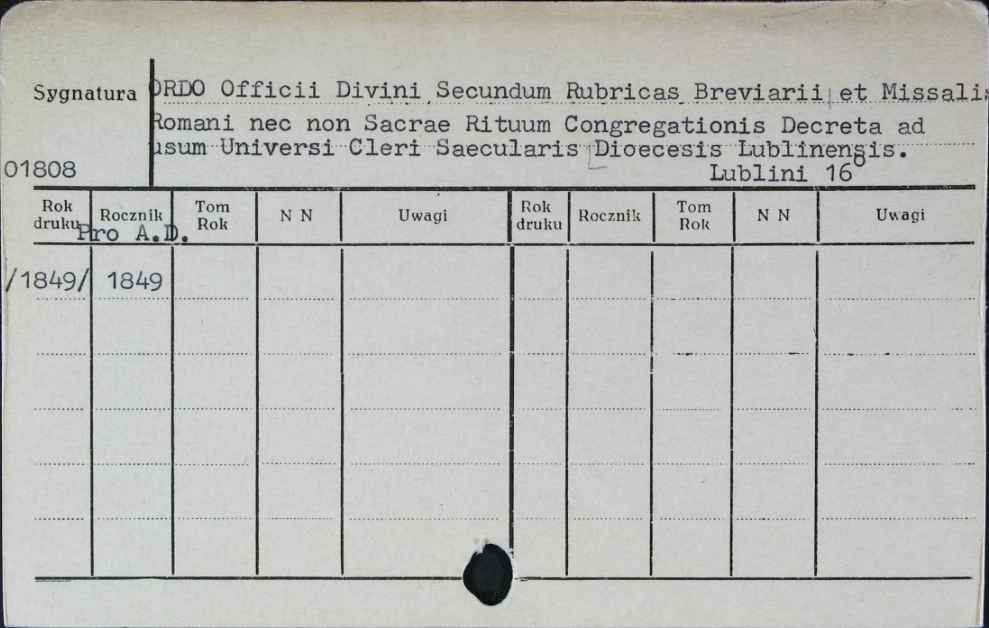 Sygnatura ORDO Officii Divini Secundum Rubricas Breviarii et Missalis
Romani nec non Sacrae Rituum Congregationis Decreta ad
usum Universi Cleri Saecularis Dioecesis Lublinensis.
01808 Lublini 16°
Rok druku Rocznik Tom Rok N N Uwagi Rok druku Rocznik Tom Rok N N Uwagi
Pro A.D.
/1849/ 1849